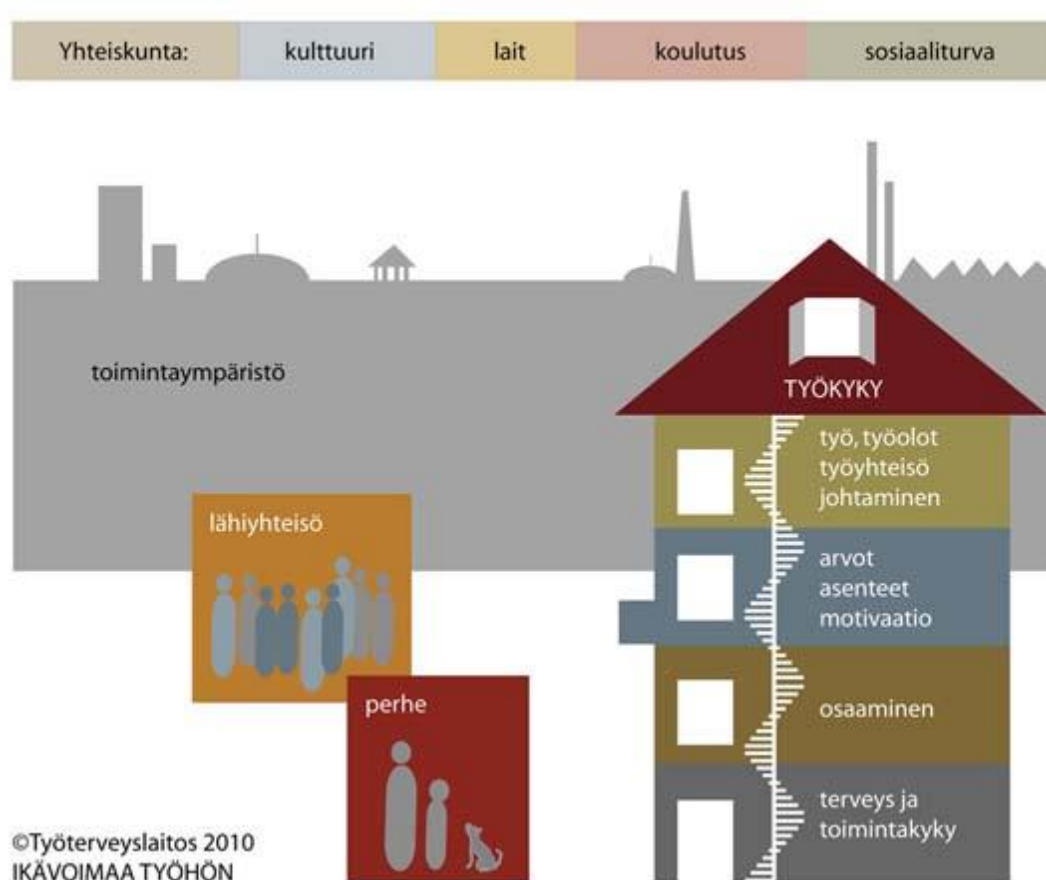 Yhteiskunta: kulttuuri lait koulutus sosiaaliturva
toimintaympäristö
TYÖKYKY
työ, työolot
työyhteisö
johtaminen
lähiyhteisö
arvot
asenteet
motivaatio
perhe
osaaminen
terveys ja
toimintakyky
©Työterveyslaitos 2010
IKÄVOIMAA TYÖHÖN